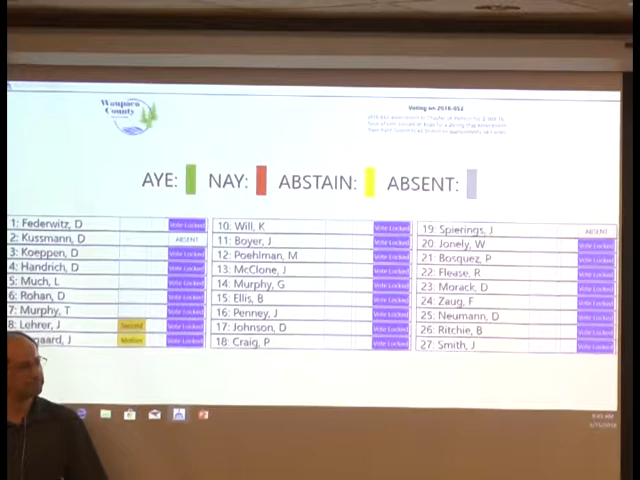 Waupaca
County
Voting on 2018-052
AYE: NAY: ABSTAIN: ABSENT:
1: Federwitz, D Vote Locked
2: Kussmann, D ABSENT
3: Koeppen, D Vote Locked
4: Handrich, D Vote Locked
5: Much, L Vote Locked
6: Rohan, D Vote Locked
7: Murphy, T Vote Locked
8: Lehrer, J Second Vote Locked
gaard, J Motion Vote Locked
10: Will, K Vote Locked
11: Boyer, J Vote Locked
12: Poehlman, M Vote Locked
13: McClone, J Vote Locked
14: Murphy, G Vote Locked
15: Ellis, B Vote Locked
16: Penney, J Vote Locked
17: Johnson, D Vote Locked
18: Craig, P Vote Locked
19: Spierings, J ABSENT
20: Jonely, W Vote Locked
21: Bosquez, P Vote Locked
22: Flease, R Vote Locked
23: Morack, D Vote Locked
24: Zaug, F Vote Locked
25: Neumann, D Vote Locked
26: Ritchie, B Vote Locked
27: Smith, J Vote Locked